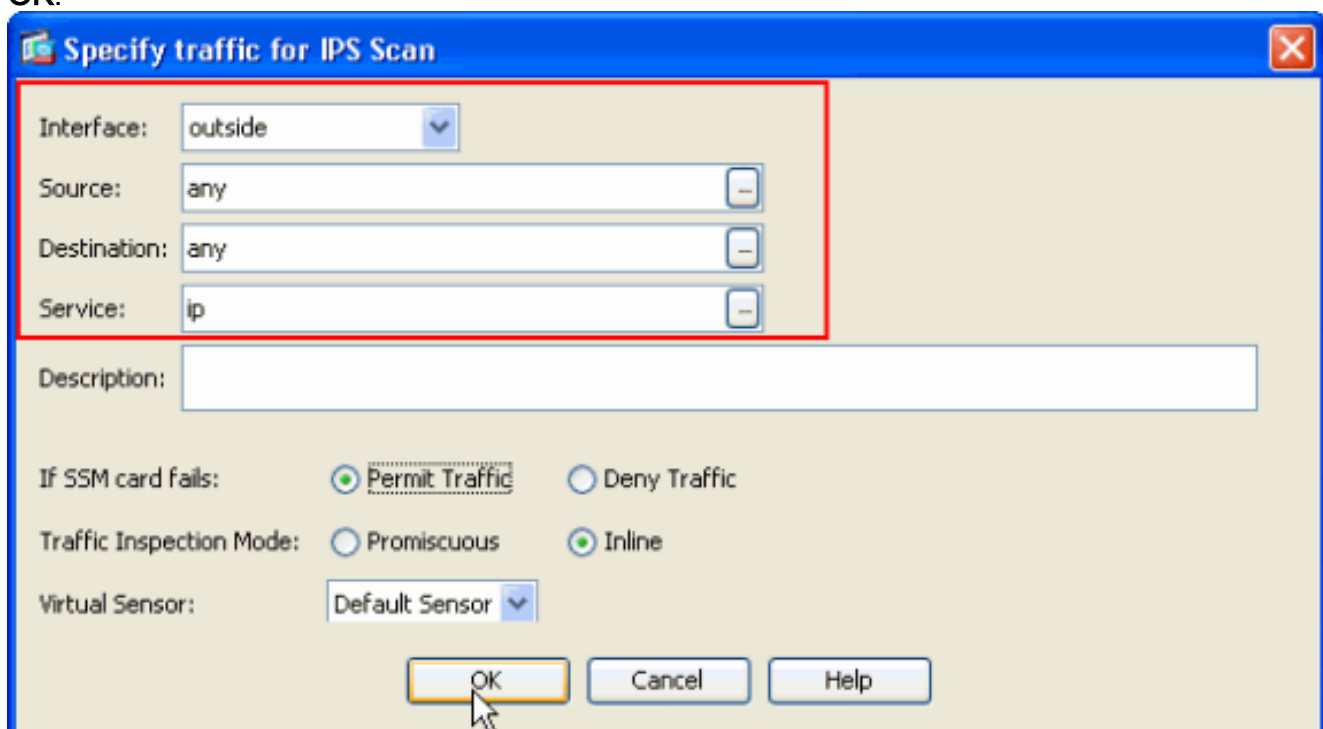 OK.
Specify traffic for IPS Scan
Interface: outside
Source: any
Destination: any
Service: ip
Description:
If SSM card fails: Permit Traffic Deny Traffic
Traffic Inspection Mode: Promiscuous Inline
Virtual Sensor: Default Sensor
OK Cancel Help